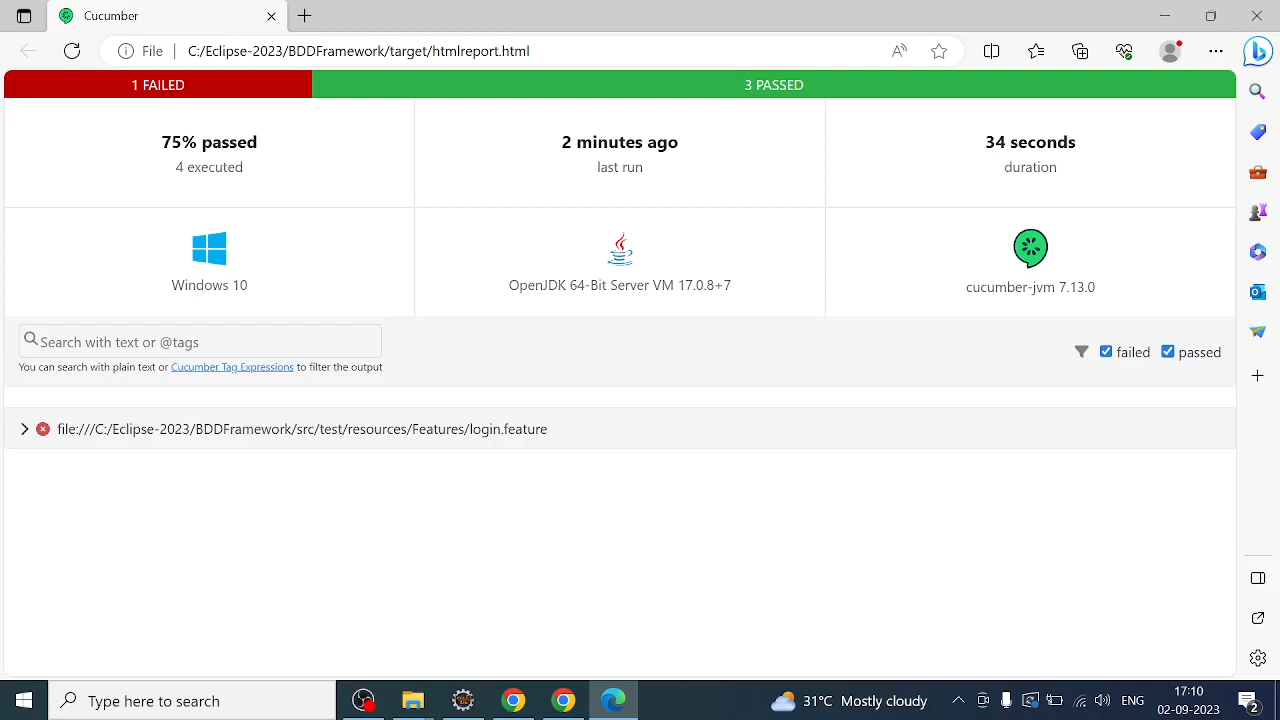 Cucumber
File
C:/Eclipse-2023/BDDFramework/target/htmlreport.html
1 FAILED
3 PASSED
75% passed
4 executed
2 minutes ago
last run
34 seconds
duration
Windows 10
OpenJDK 64-Bit Server VM 17.0.8+7
cucumber-jvm 7.13.0
Search with text or @tags
failed
passed
You can search with plain text or Cucumber Tag Expressions to filter the output
file:///C:/Eclipse-2023/BDDFramework/src/test/resources/Features/login.feature
Type here to search
31°C Mostly cloudy
ENG
17:10
02-09-2023
2